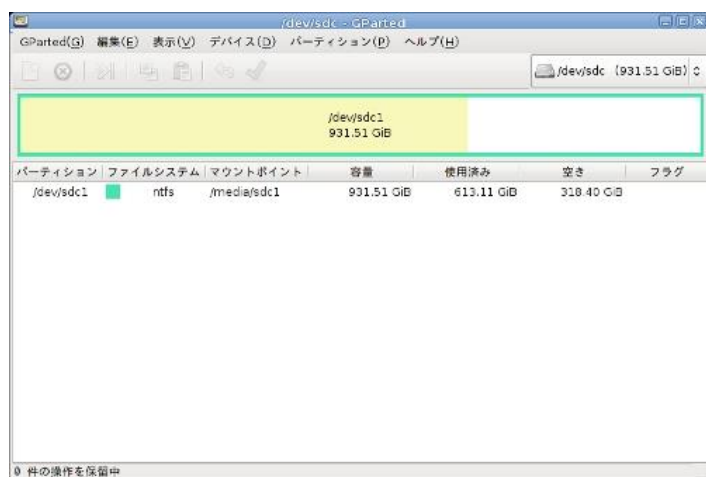 /dev/sdc - GParted
GParted(G) 編集(E) 表示(V) デバイス(D) パーティション(P) ヘルプ(H)
/dev/sdc (931.51 GiB)
/dev/sdc1
931.51 GiB
パーティション ファイルシステム マウントポイント 容量 使用済み 空き フラグ
/dev/sdc1 ntfs /media/sdc1 931.51 GiB 613.11 GiB 318.40 GiB
0 件の操作を保留中